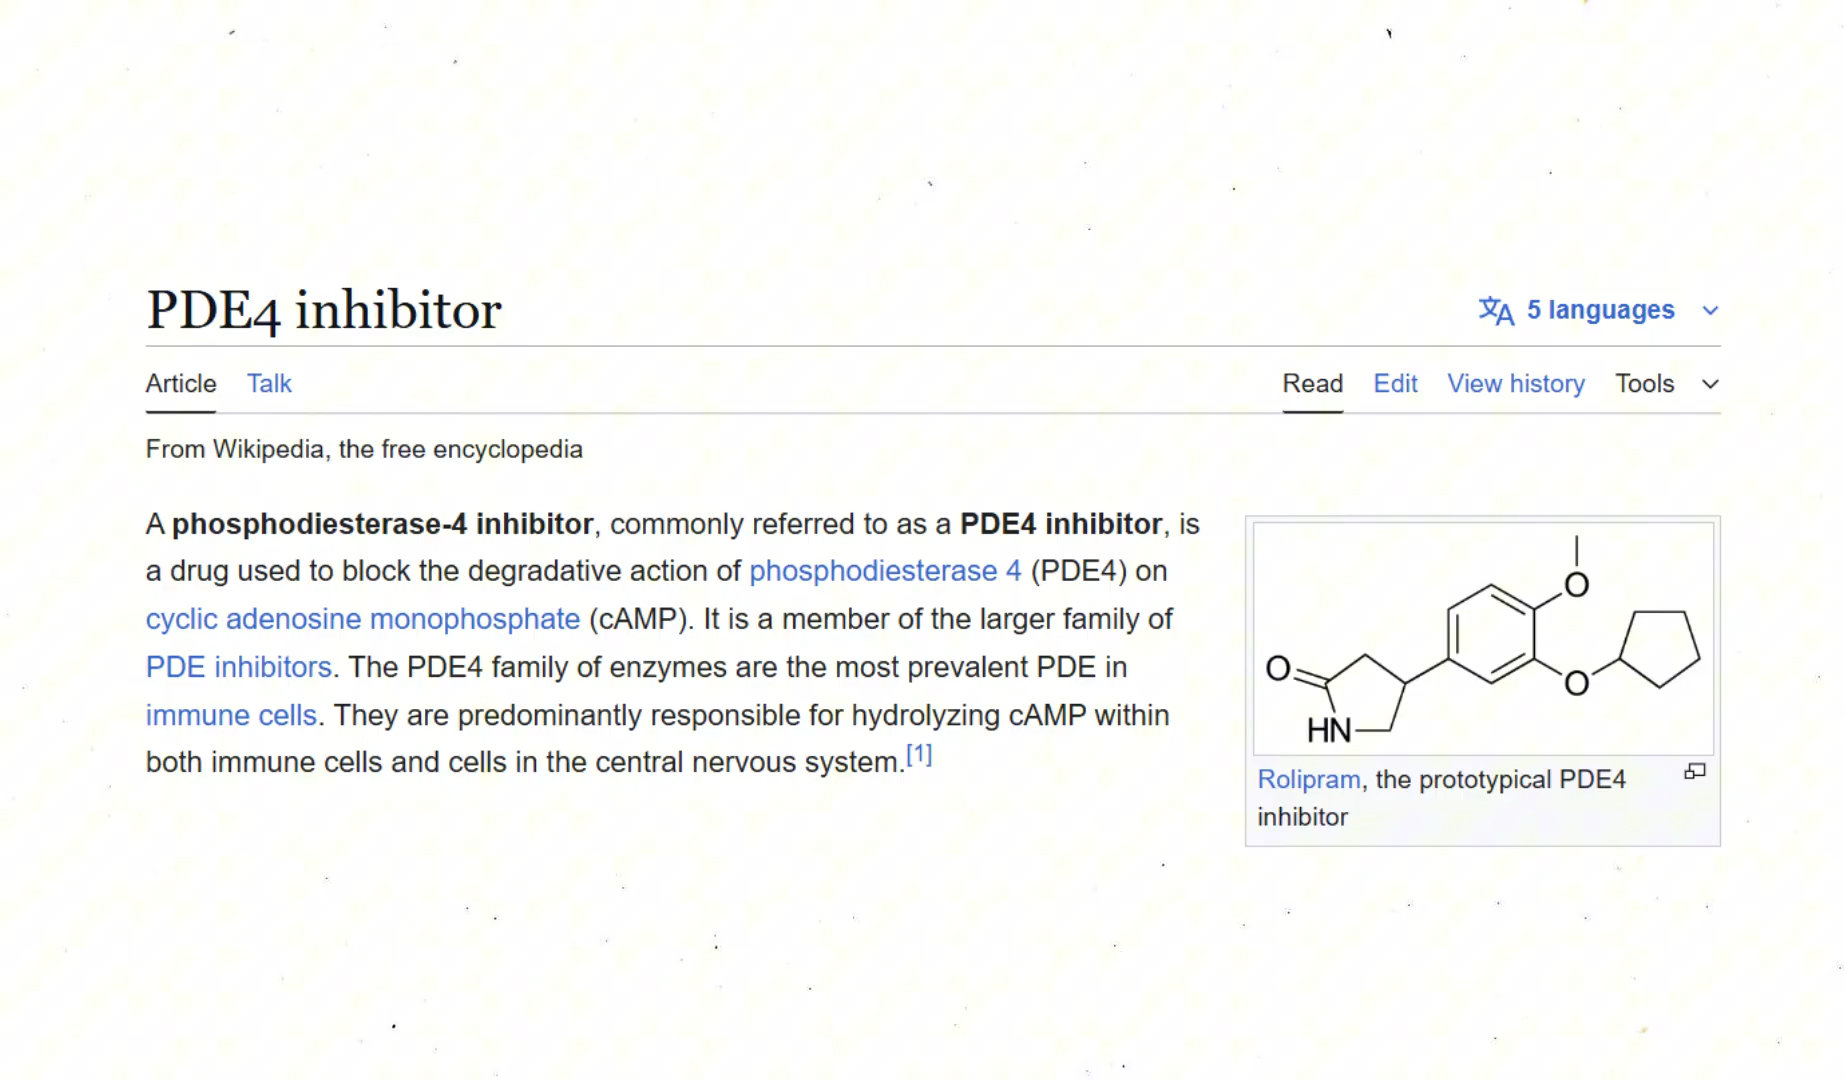 PDE4 inhibitor
文A 5 languages
Article Talk
Read Edit View history Tools
From Wikipedia, the free encyclopedia
A phosphodiesterase-4 inhibitor, commonly referred to as a PDE4 inhibitor, is
a drug used to block the degradative action of phosphodiesterase 4 (PDE4) on
cyclic adenosine monophosphate (cAMP). It is a member of the larger family of
PDE inhibitors. The PDE4 family of enzymes are the most prevalent PDE in
immune cells. They are predominantly responsible for hydrolyzing cAMP within
both immune cells and cells in the central nervous system.[1]
O
O
O
HN
Rolipram, the prototypical PDE4
inhibitor